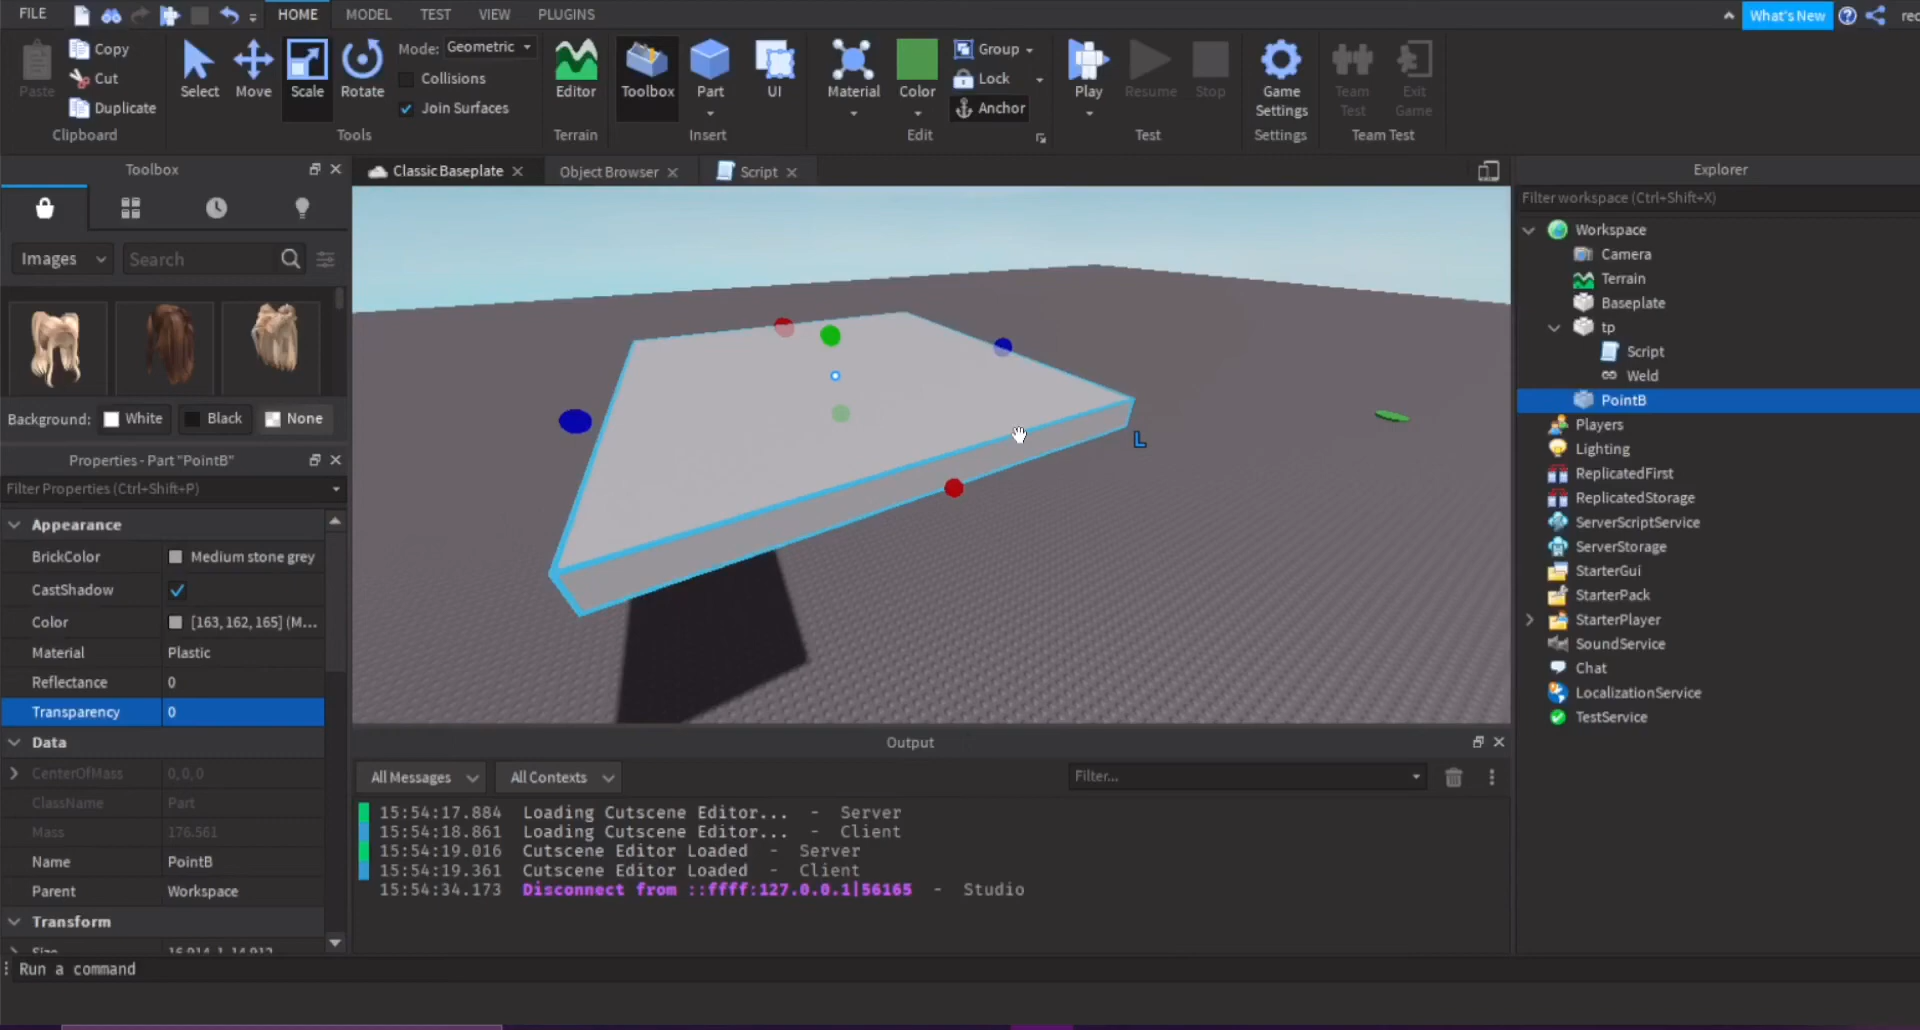 FILE HOME MODEL TEST VIEW PLUGINS What's New
Copy
Cut
Duplicate
Paste
Clipboard
Select Move Scale Rotate
Mode: Geometric
Collisions
Join Surfaces
Tools
Editor
Terrain
Toolbox Part UI
Insert
Material Color
Group
Lock
Anchor
Edit
Play Resume Stop
Test
Game Settings
Settings
Team Test
Exit Game
Team Test
Toolbox
Images Search
Background: White Black None
Properties - Part "PointB"
Filter Properties (Ctrl+Shift+P)
Appearance
BrickColor Medium stone grey
CastShadow
Color [163, 162, 165] (M...
Material Plastic
Reflectance 0
Transparency 0
Data
CenterOfMass 0,0,0
ClassName Part
Mass 176.561
Name PointB
Parent Workspace
Transform
Classic Baseplate Object Browser Script
L
Output
All Messages All Contexts Filter...
15:54:17.884 Loading Cutscene Editor... - Server
15:54:18.861 Loading Cutscene Editor... - Client
15:54:19.016 Cutscene Editor Loaded - Server
15:54:19.361 Cutscene Editor Loaded - Client
15:54:34.173 Disconnect from ::ffff:127.0.0.1|56165 - Studio
Run a command
Explorer
Filter workspace (Ctrl+Shift+X)
Workspace
Camera
Terrain
Baseplate
tp
Script
Weld
PointB
Players
Lighting
ReplicatedFirst
ReplicatedStorage
ServerScriptService
ServerStorage
StarterGui
StarterPack
StarterPlayer
SoundService
Chat
LocalizationService
TestService